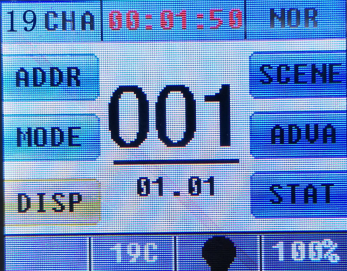 19 CHA 00:01:50 NOR
ADDR
SCENE
MODE
001
ADVA
DISP
01.01
STAT
19C
100%